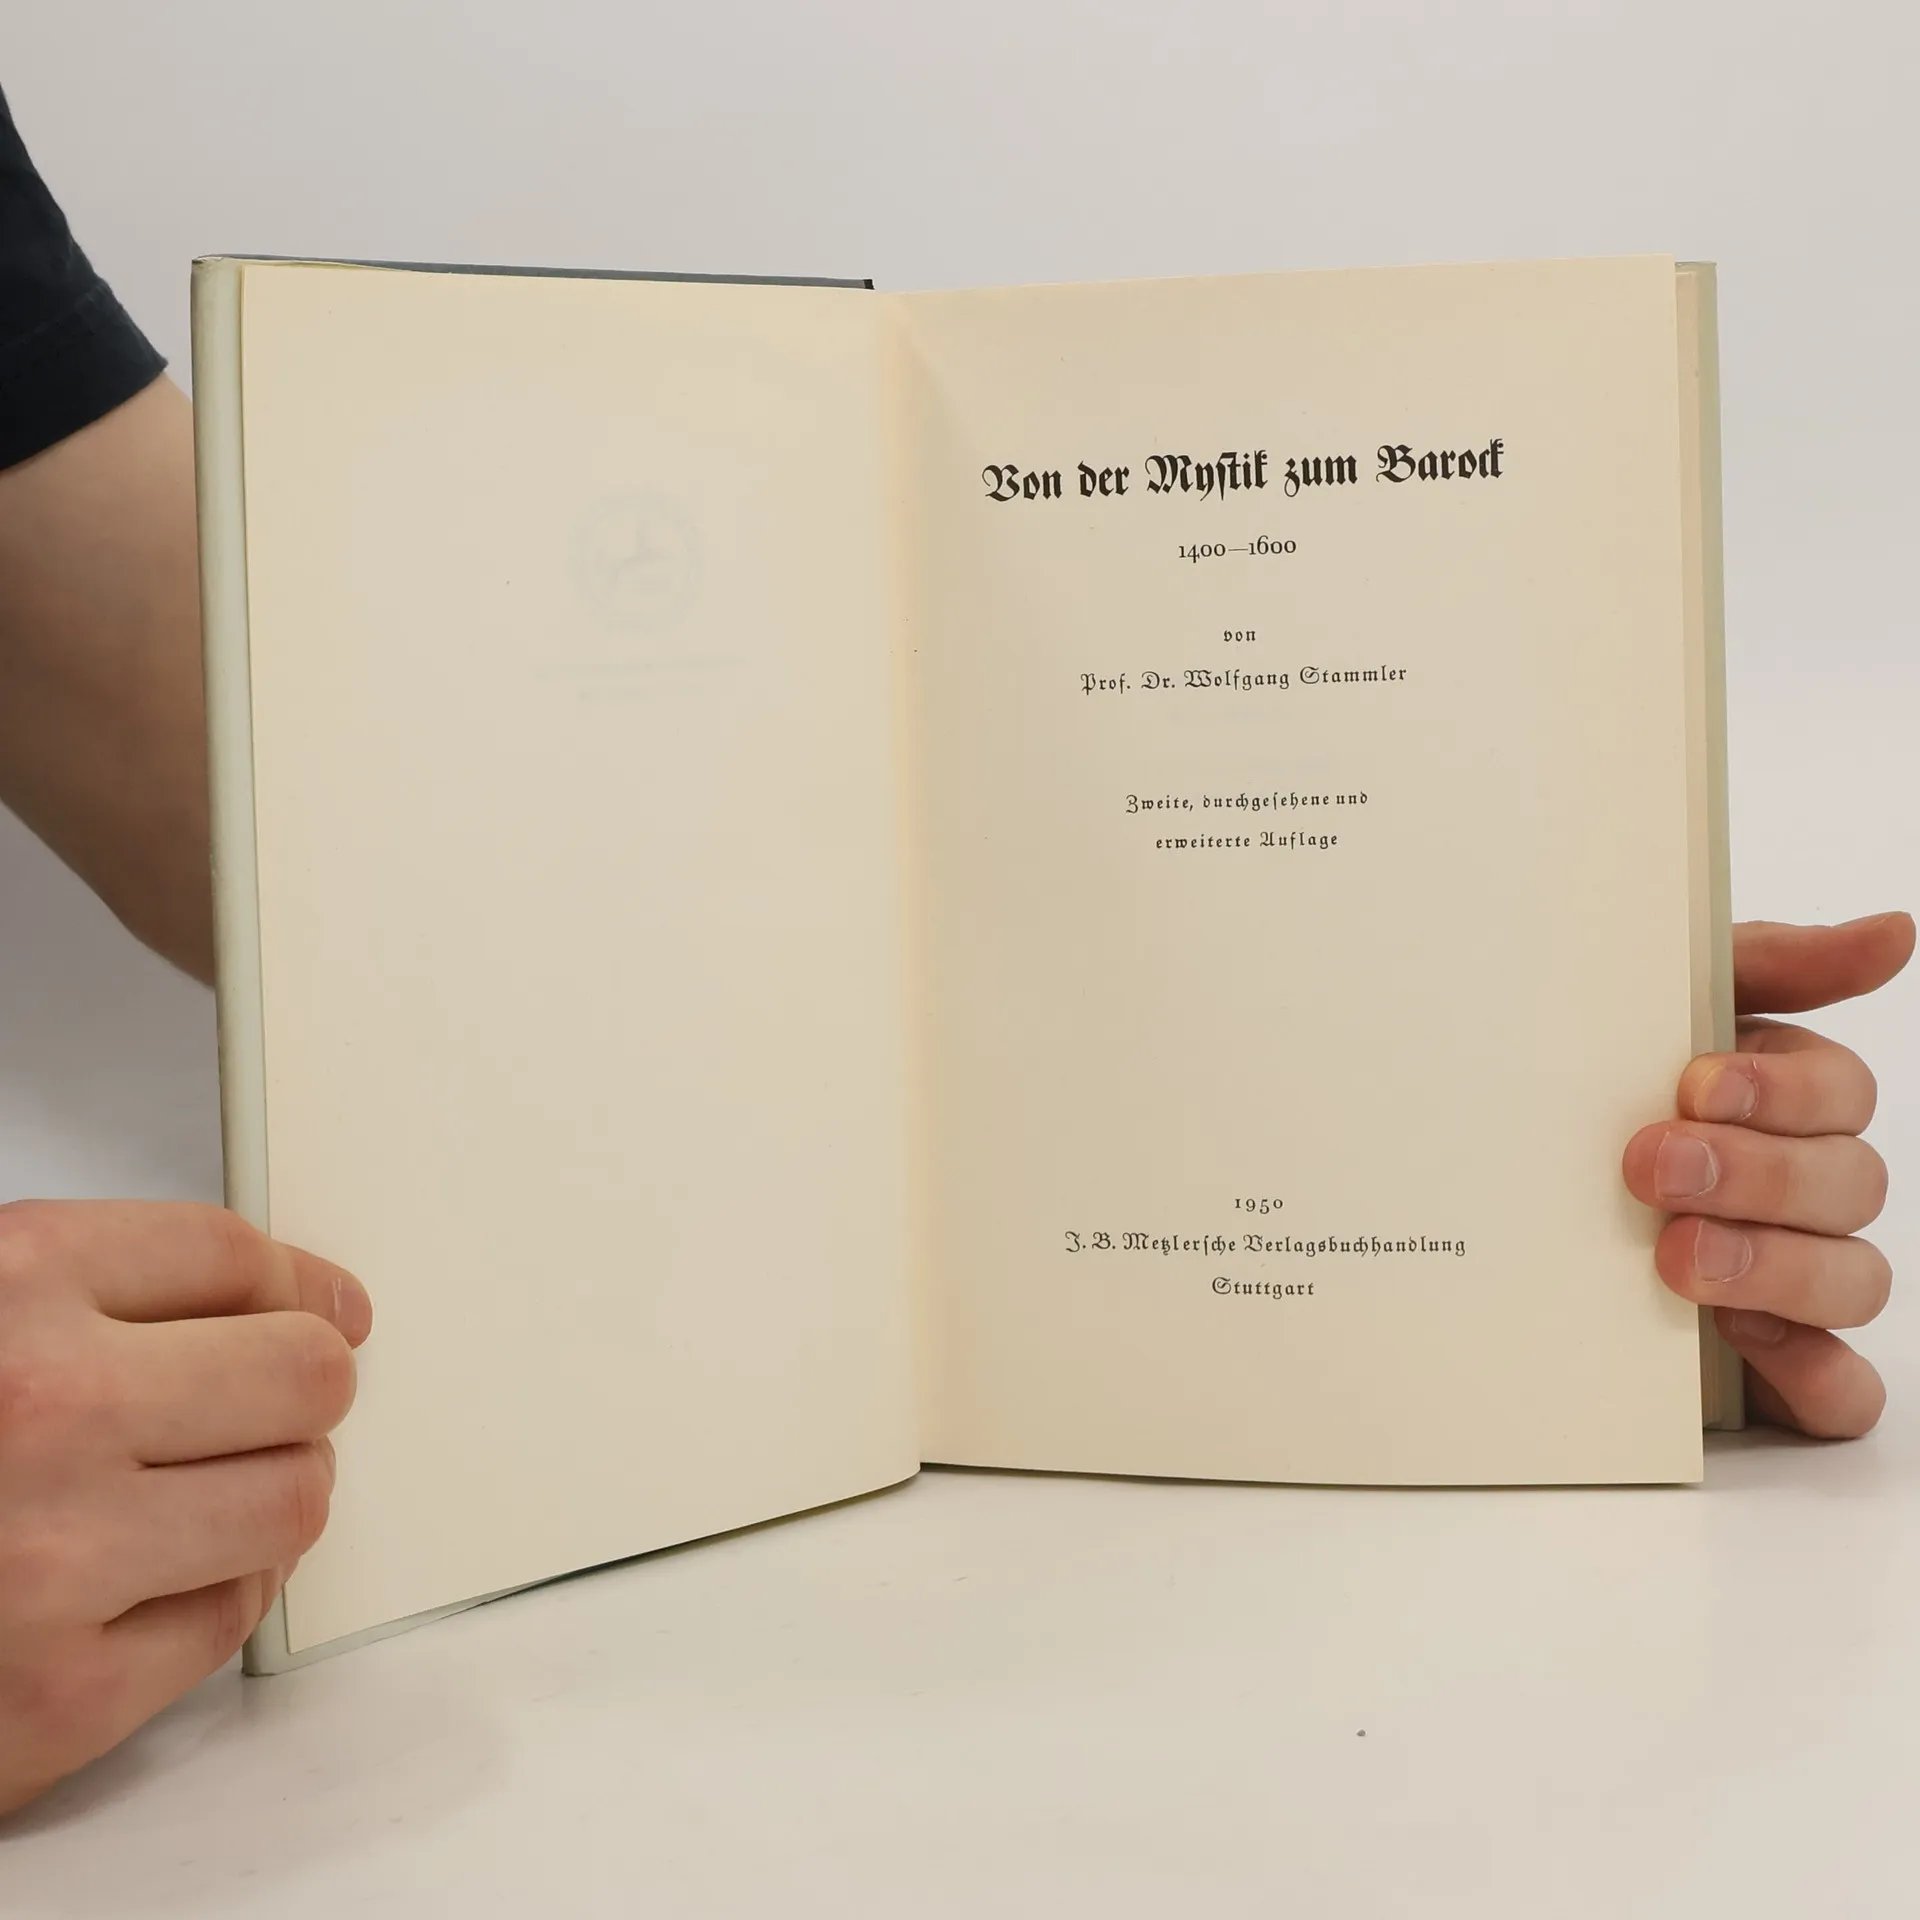 Von der Mystik zum Barock
1400—1600
von
Prof. Dr. Wolfgang Stammler
Zweite, durchgesehene und
erweiterte Auflage
1950
J. B. Metzlersche Verlagsbuchhandlung
Stuttgart